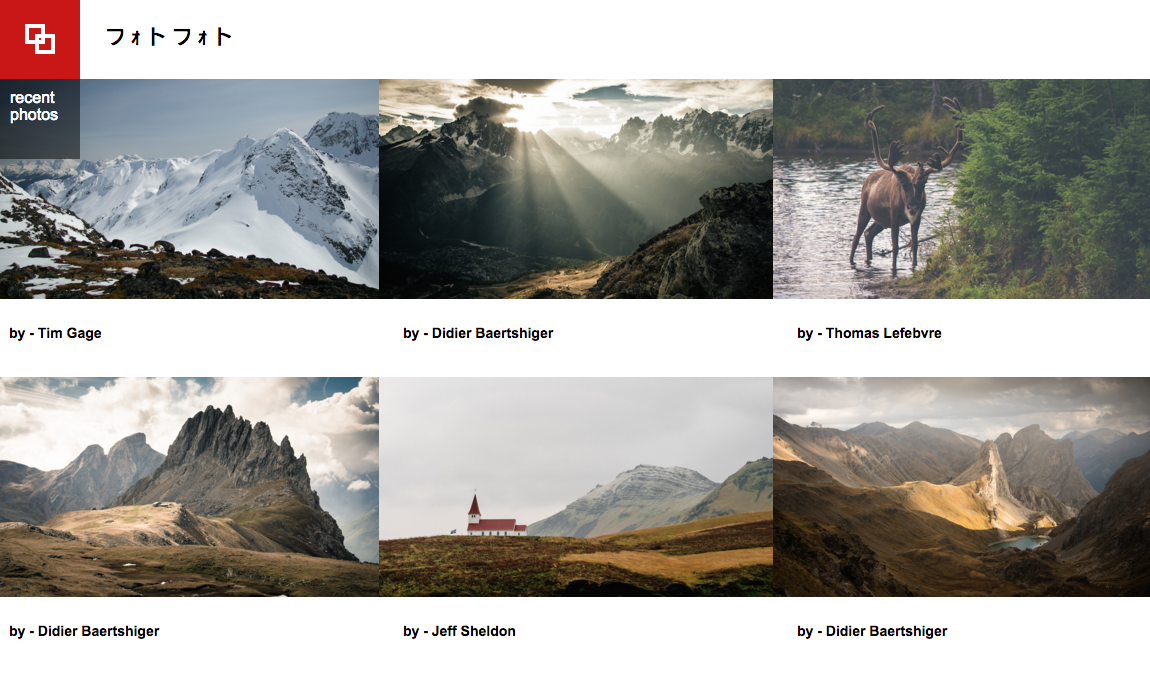 フォト フォト
recent
photos
by - Tim Gage
by - Didier Baertshiger
by - Thomas Lefebvre
by - Didier Baertshiger
by - Jeff Sheldon
by - Didier Baertshiger